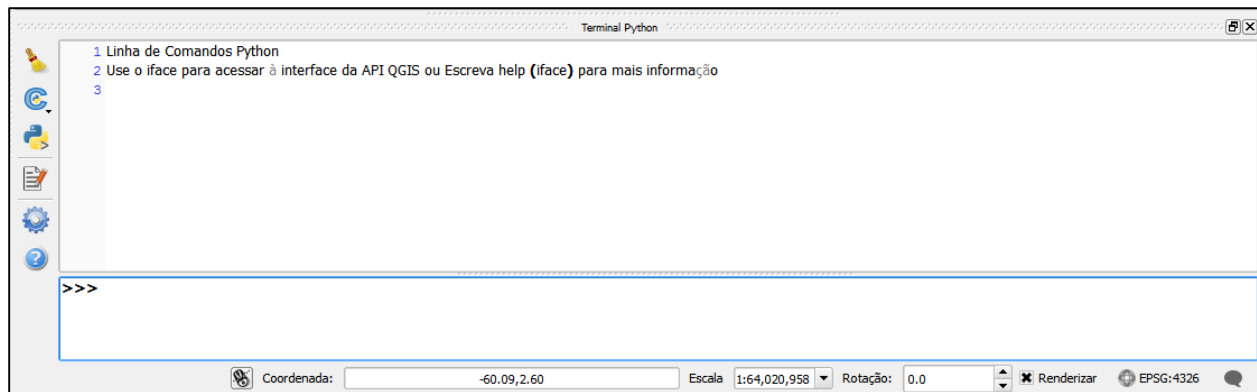 Terminal Python
1 Linha de Comandos Python
2 Use o iface para acessar à interface da API QGIS ou Escreva help (iface) para mais informação
3
>>>
Coordenada: -60.09,2.60 Escala 1:64,020,958 Rotação: 0.0 Renderizar EPSG:4326